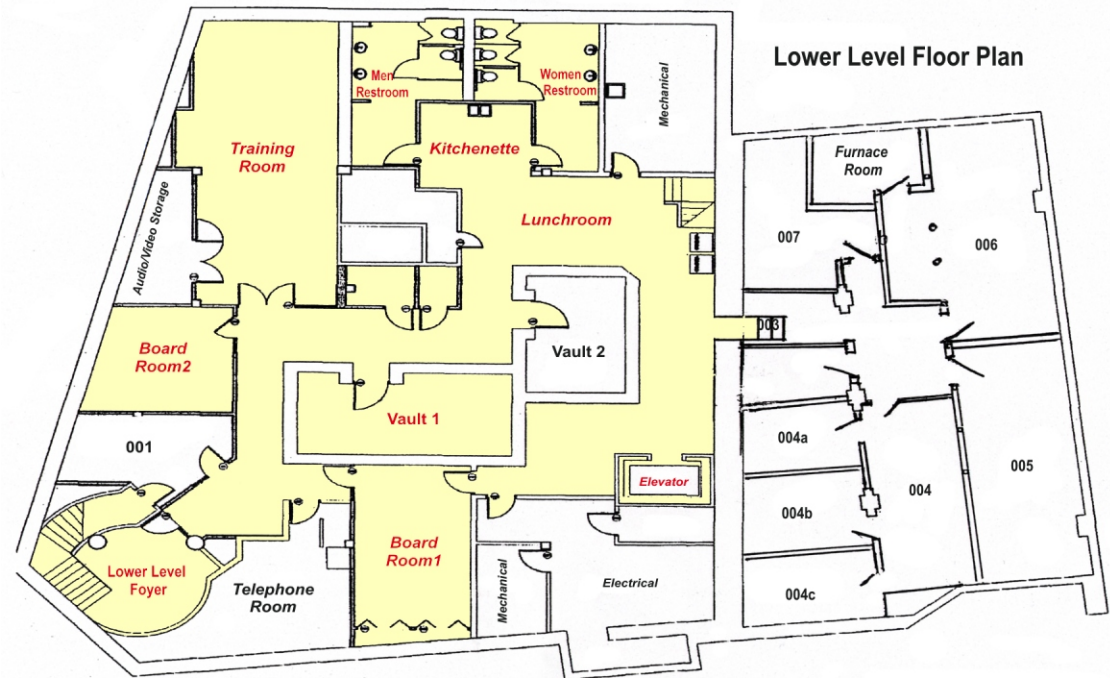 Lower Level Floor Plan
Men
Restroom
Women
Restroom
Mechanical
Training
Room
Kitchenette
Furnace
Room
Audio/Video Storage
Lunchroom
007
006
003
Board
Room2
Vault 2
Vault 1
001
004a
005
Elevator
004
004b
Lower Level
Foyer
Telephone
Room
Board
Room1
Mechanical
Electrical
004c